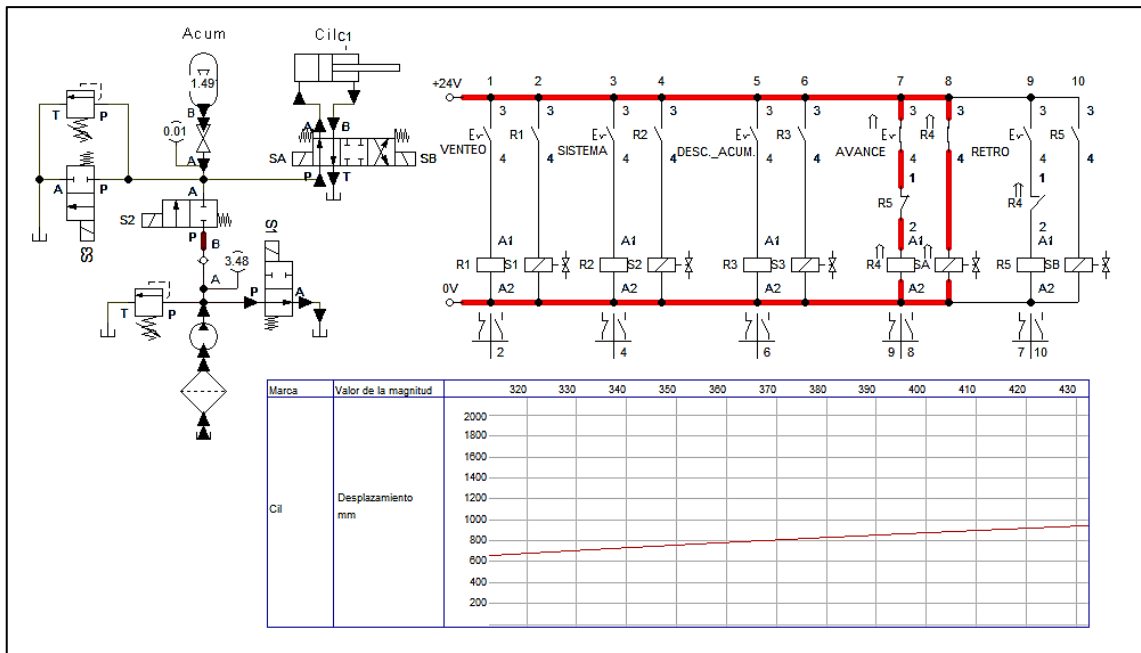 Acum
1.49
B
0.01
A
T P
A P
S3
S2
A
P
B
3.48
A
S1
P A
T P
CilC1
A B
SA SB
P T
+24V
0V
1 2 3 4 5 6 7 8 9 10
3 3 3 3 3 3 3 3 3 3
VENTEO R1 SISTEMA R2 DESC._ACUM. R3 AVANCE R4 RETRO R5
4 4 4 4 4 4 4 4 4 4
1 1
R5 R4
2 2
A1 A1 A1 A1 A1
R1 S1 R2 S2 R3 S3 R4 SA R5 SB
A2 A2 A2 A2 A2
2 4 6 9 8 7 10
Marca Valor de la magnitud 320 330 340 350 360 370 380 390 400 410 420 430
Cil
Desplazamiento
mm
2000
1800
1600
1400
1200
1000
800
600
400
200